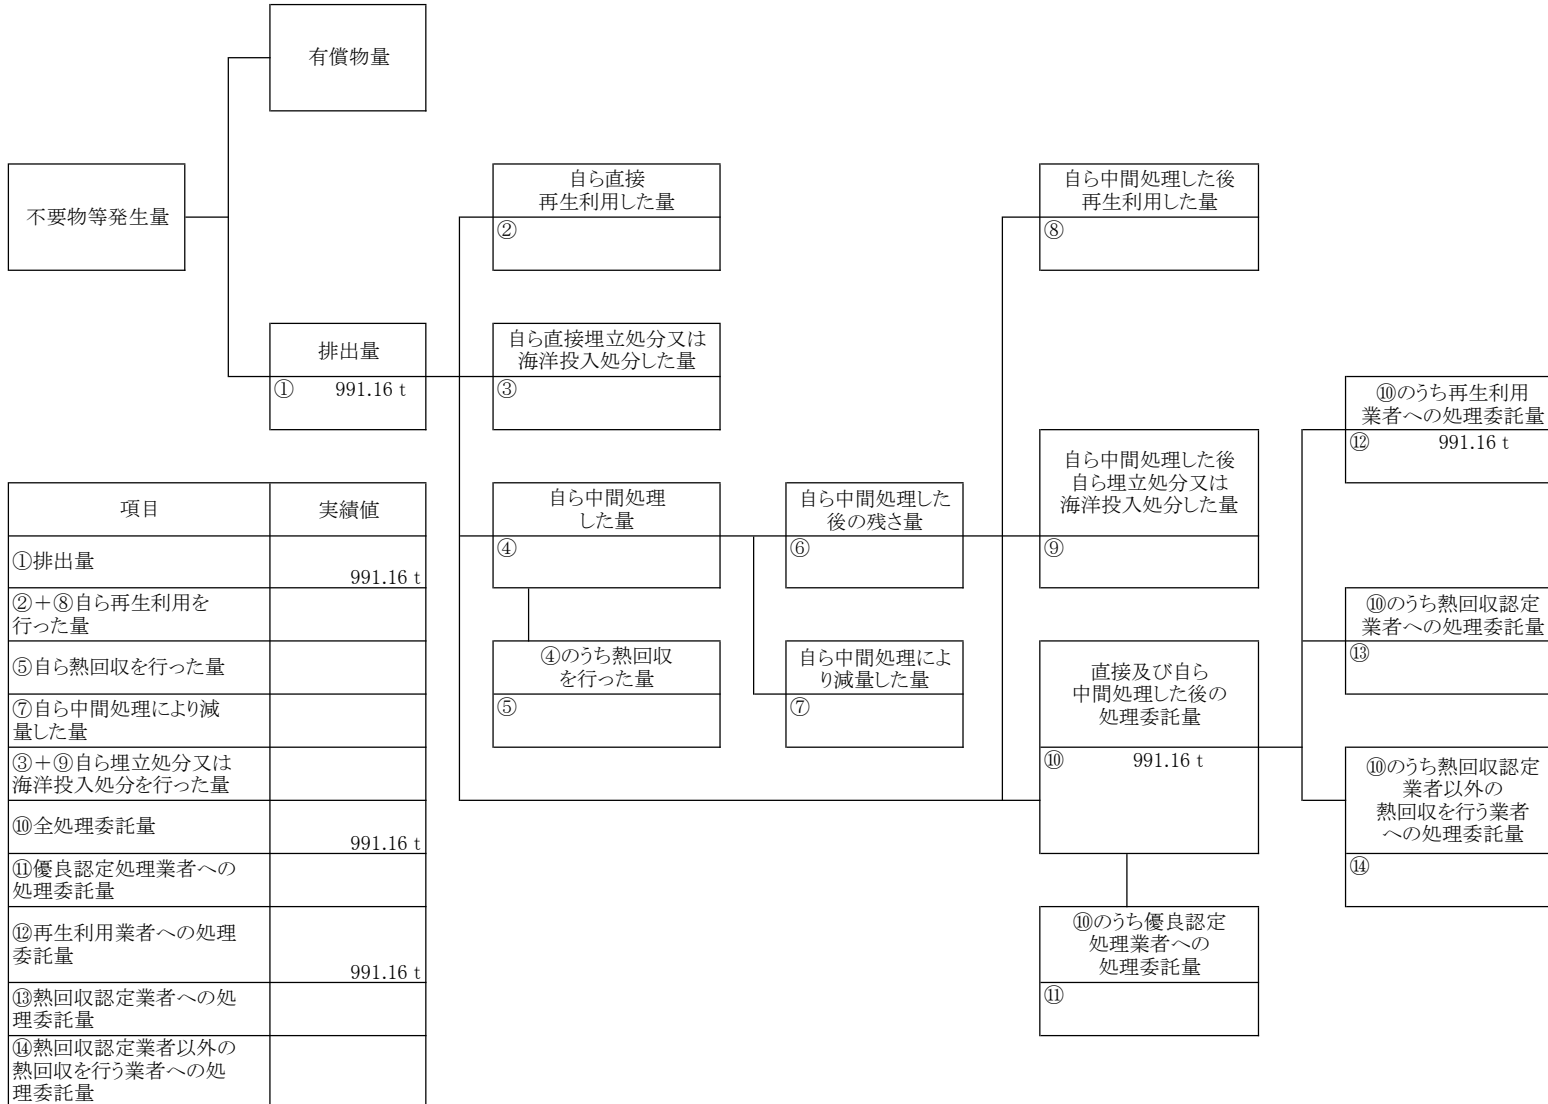 有償物量
不要物等発生量
自ら直接
再生利用した量
②
自ら中間処理した後
再生利用した量
⑧
排出量
① 991.16 t
自ら直接埋立処分又は
海洋投入処分した量
③
⑩のうち再生利用
業者への処理委託量
⑫ 991.16 t
自ら中間処理した後
自ら埋立処分又は
海洋投入処分した量
⑨
自ら中間処理
した量
④
自ら中間処理した
後の残さ量
⑥
⑩のうち熱回収認定
業者への処理委託量
⑬
④のうち熱回収
を行った量
⑤
自ら中間処理によ
り減量した量
⑦
直接及び自ら
中間処理した後の
処理委託量
⑩ 991.16 t
⑩のうち熱回収認定
業者以外の
熱回収を行う業者
への処理委託量
⑭
⑩のうち優良認定
処理業者への
処理委託量
⑪
項目 実績値
①排出量
991.16 t
②＋⑧自ら再生利用を
行った量
⑤自ら熱回収を行った量
⑦自ら中間処理により減
量した量
③＋⑨自ら埋立処分又は
海洋投入処分を行った量
⑩全処理委託量
991.16 t
⑪優良認定処理業者への
処理委託量
⑫再生利用業者への処理
委託量
991.16 t
⑬熱回収認定業者への処
理委託量
⑭熱回収認定業者以外の
熱回収を行う業者への処
理委託量